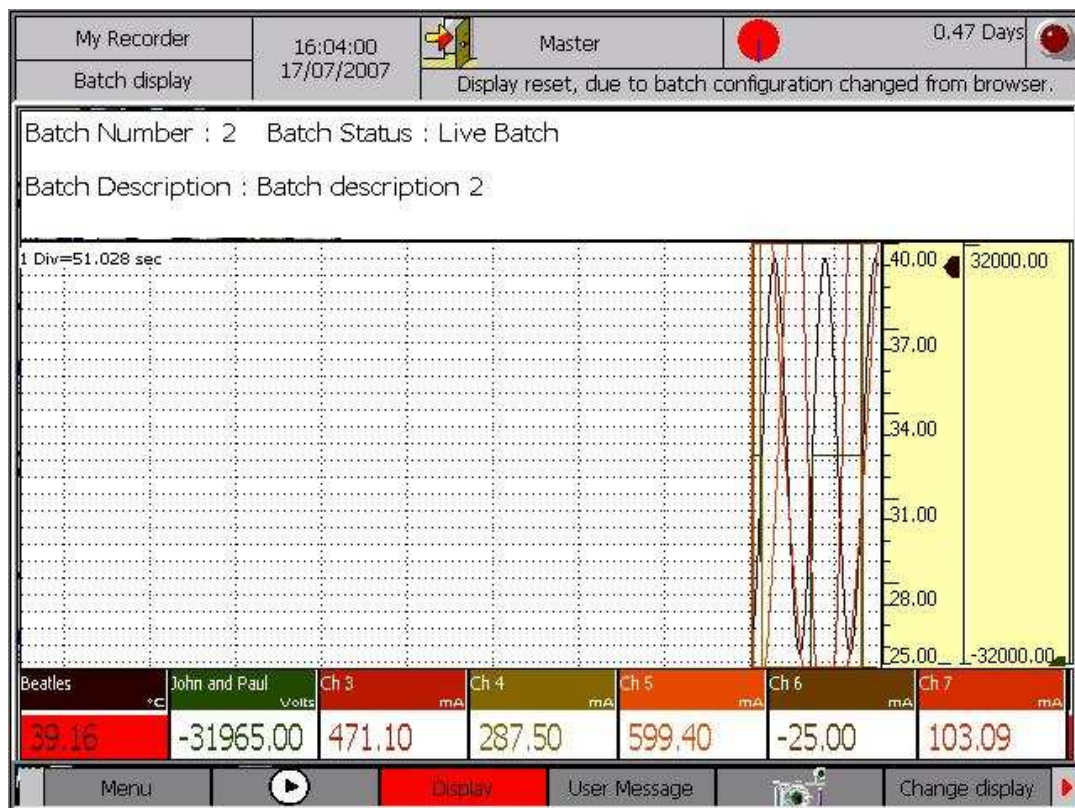 My Recorder
Batch display
16:04:00
17/07/2007
Master
0.47 Days
Display reset, due to batch configuration changed from browser.
Batch Number : 2 Batch Status : Live Batch
Batch Description : Batch description 2
1 Div=51.028 sec
40.00
37.00
34.00
31.00
28.00
25.00
32000.00
-32000.00
Beatles
°C
39.16
John and Paul
Volts
-31965.00
Ch 3
mA
471.10
Ch 4
mA
287.50
Ch 5
mA
599.40
Ch 6
mA
-25.00
Ch 7
mA
103.09
Menu
Display
User Message
Change display